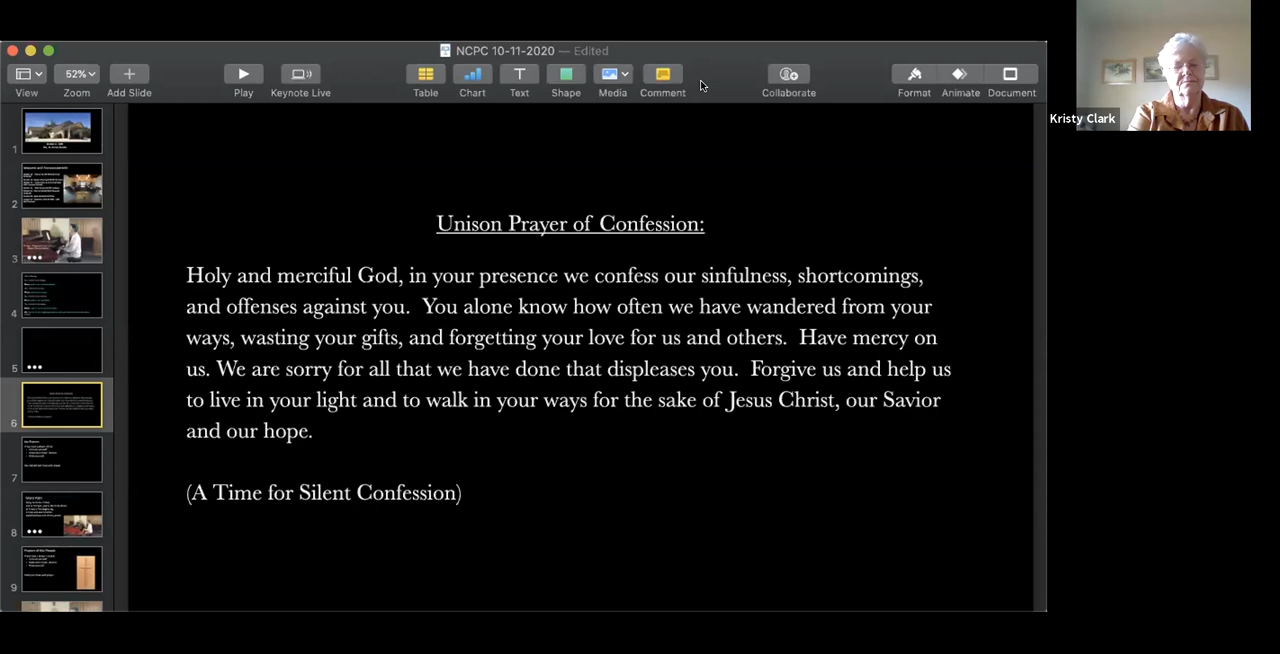 NCPC 10-11-2020 — Edited
View
52%
Zoom
Add Slide
Play
Keynote Live
Table
Chart
Text
Shape
Media
Comment
Collaborate
Format
Animate
Document
Kristy Clark
1
2
3
4
5
6
7
8
9
Unison Prayer of Confession:
Holy and merciful God, in your presence we confess our sinfulness, shortcomings,
and offenses against you.  You alone know how often we have wandered from your
ways, wasting your gifts, and forgetting your love for us and others.  Have mercy on
us. We are sorry for all that we have done that displeases you.  Forgive us and help us
to live in your light and to walk in your ways for the sake of Jesus Christ, our Savior
and our hope.
(A Time for Silent Confession)